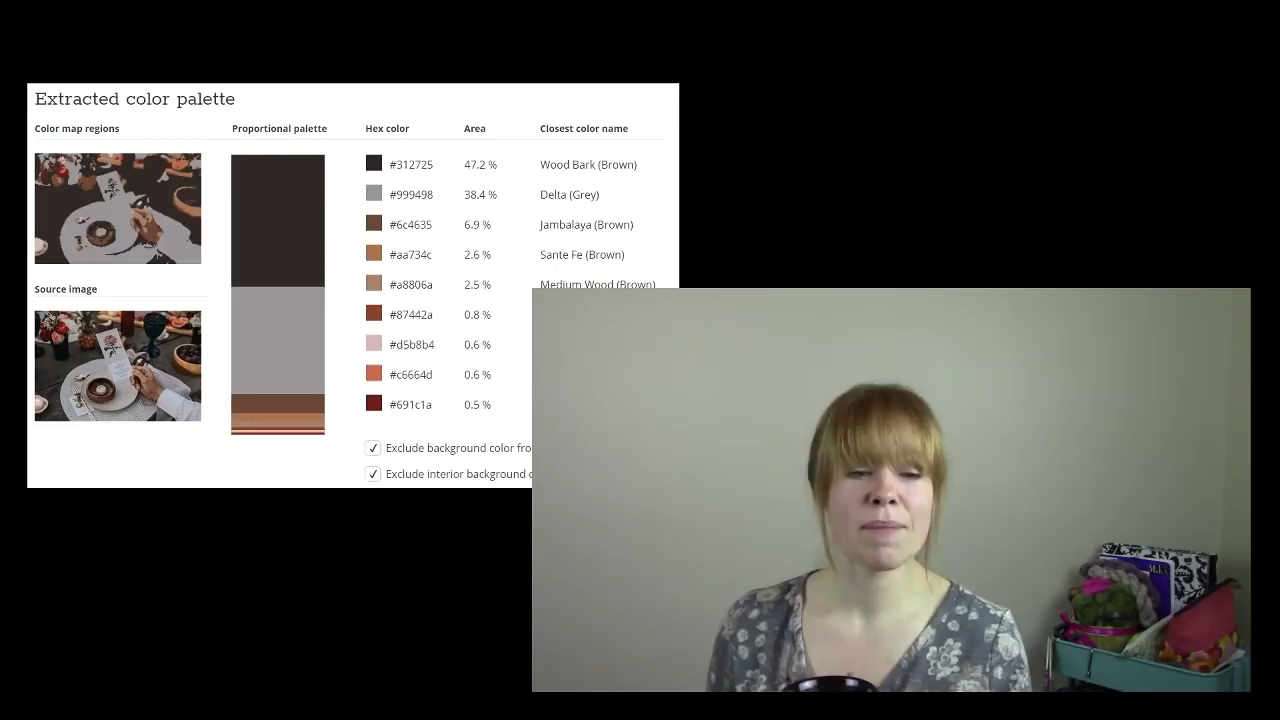 Extracted color palette
Color map regions Proportional palette Hex color Area Closest color name
#312725 47.2 % Wood Bark (Brown)
#999498 38.4 % Delta (Grey)
#6c4635 6.9 % Jambalaya (Brown)
#aa734c 2.6 % Sante Fe (Brown)
#a8806a 2.5 % Medium Wood (Brown)
Source image
#87442a 0.8 %
#d5b8b4 0.6 %
#c6664d 0.6 %
#691c1a 0.5 %
Exclude background color fro
Exclude interior background c